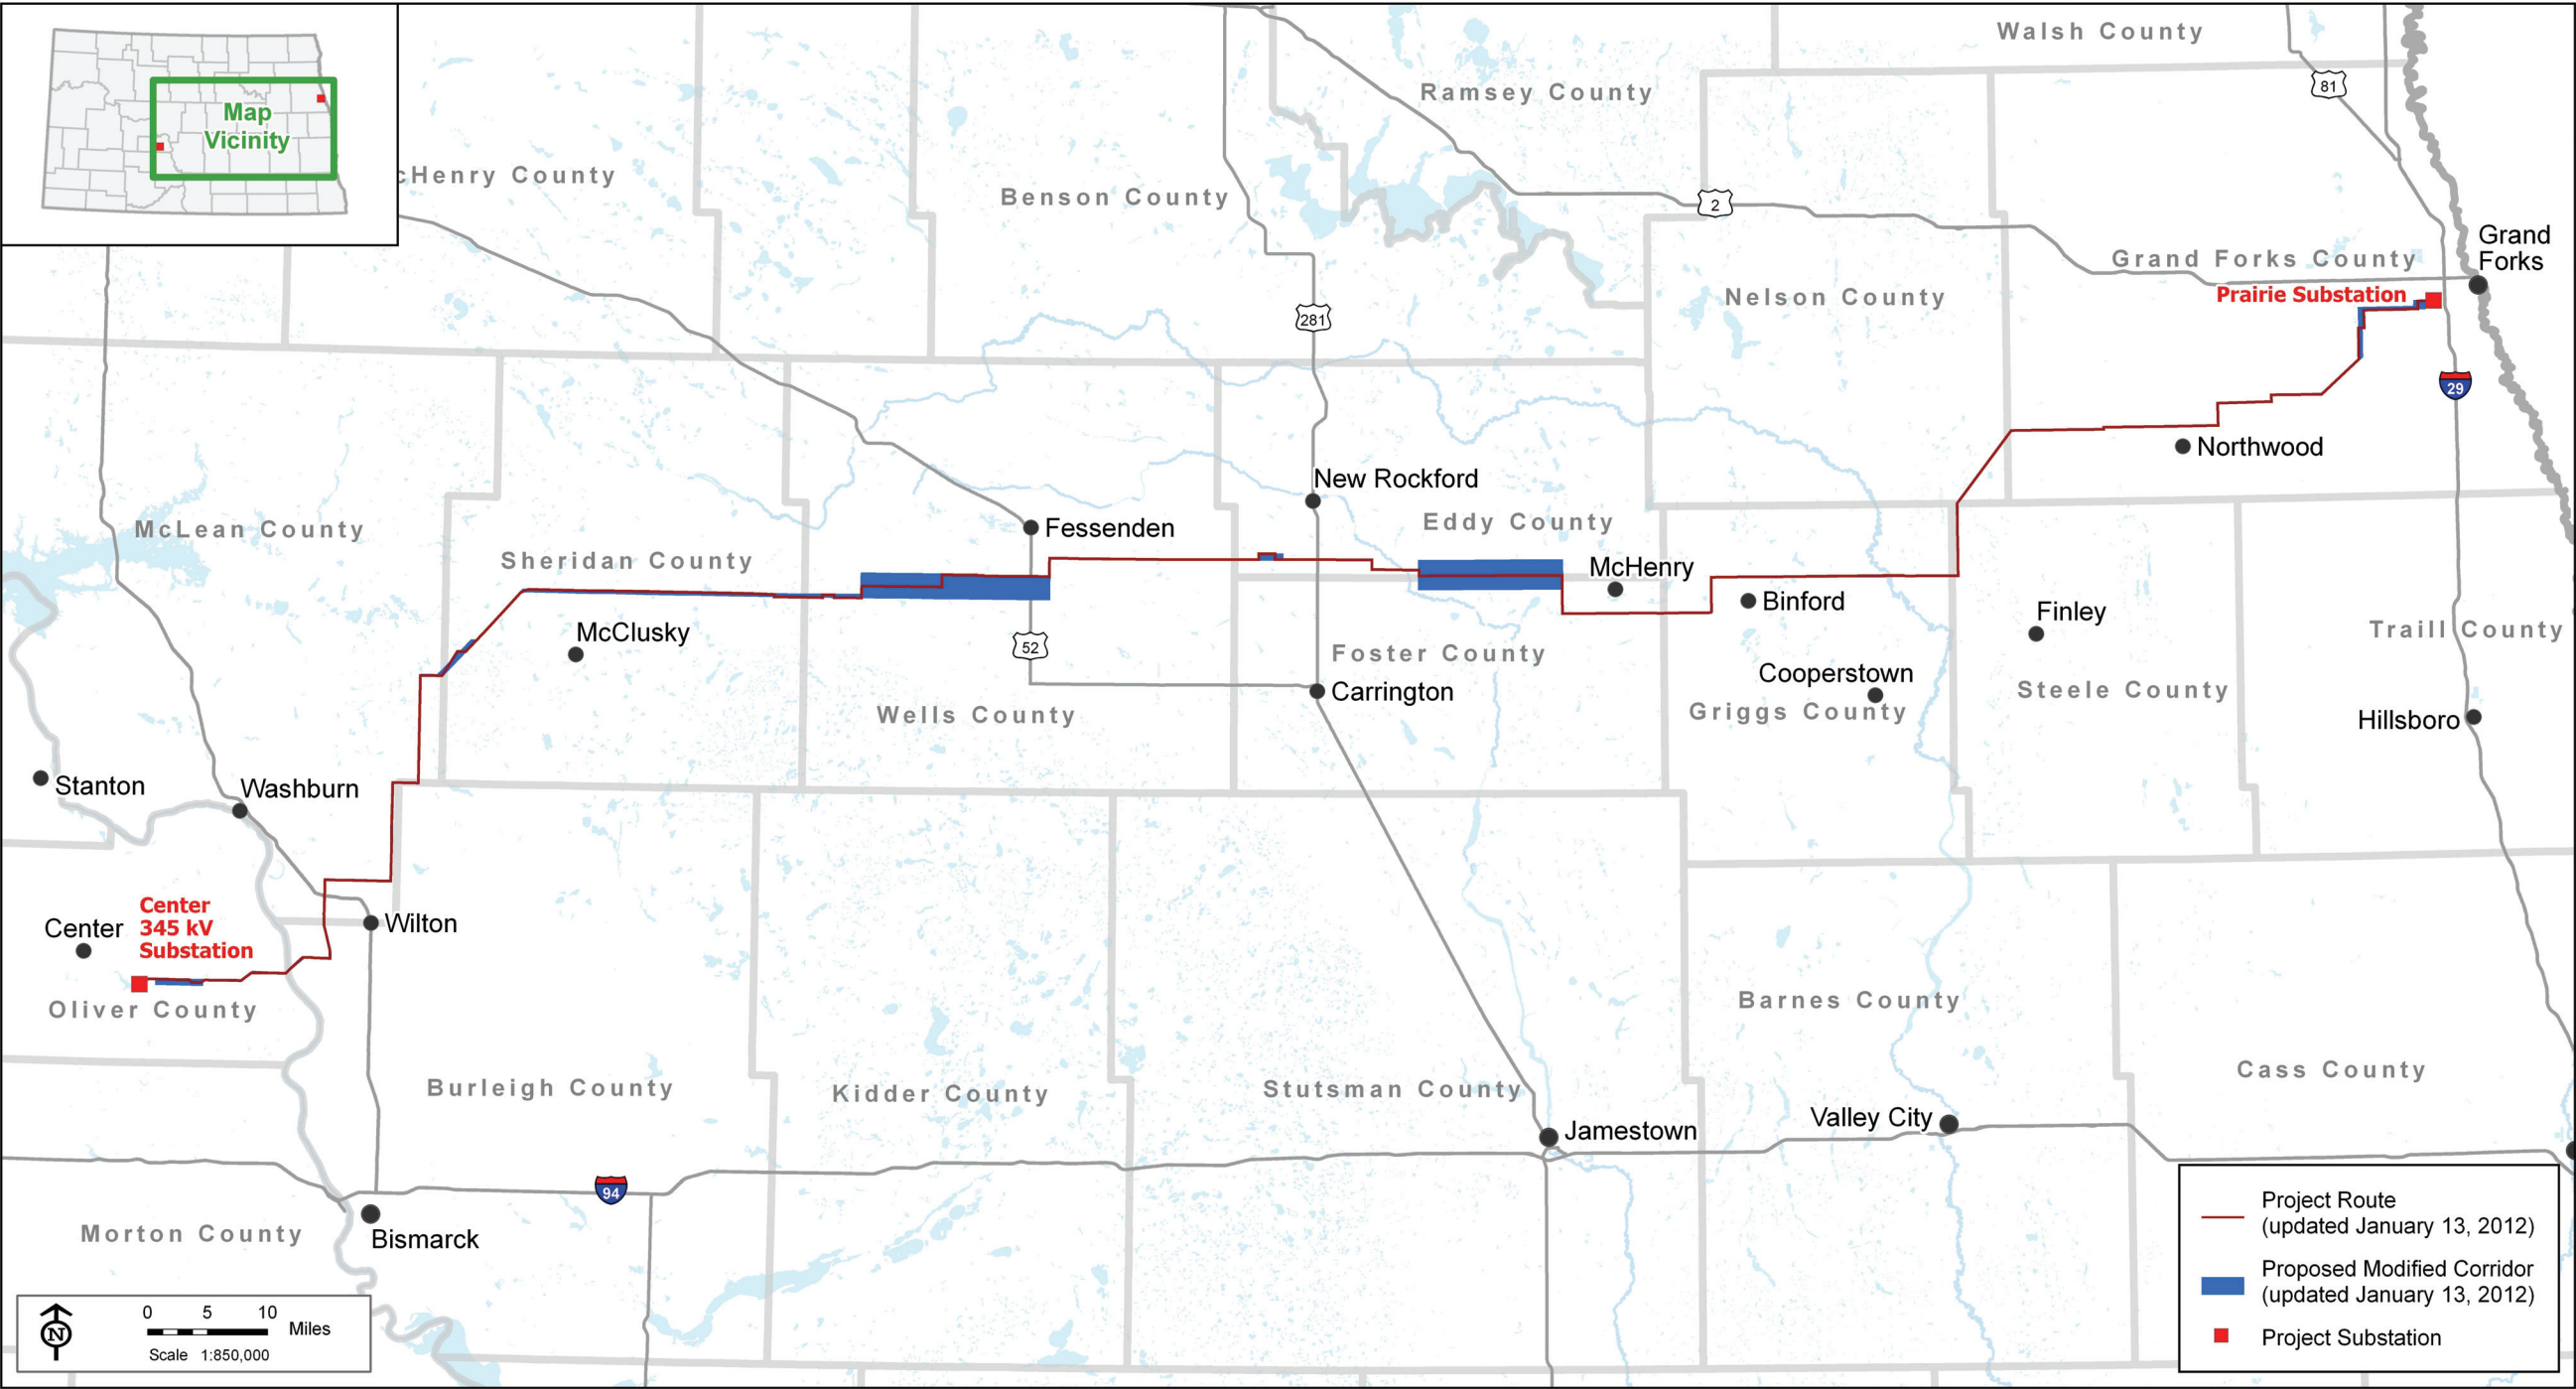 Map
Vicinity
Walsh County
81
Ramsey County
cHenry County
Benson County
2
Grand
Forks
Grand Forks County
Prairie Substation
Nelson County
281
29
Northwood
New Rockford
Eddy County
Fessenden
McLean County
Sheridan County
McHenry
Binford
Finley
McClusky
52
Foster County
Traill County
Cooperstown
Steele County
Carrington
Wells County
Griggs County
Hillsboro
Stanton
Washburn
Center
345 kV
Substation
Center
Wilton
Oliver County
Barnes County
Burleigh County
Kidder County
Stutsman County
Cass County
Valley City
Jamestown
94
Morton County
Bismarck
Project Route
(updated January 13, 2012)
Proposed Modified Corridor
(updated January 13, 2012)
Project Substation
N
0 5 10
Miles
Scale 1:850,000